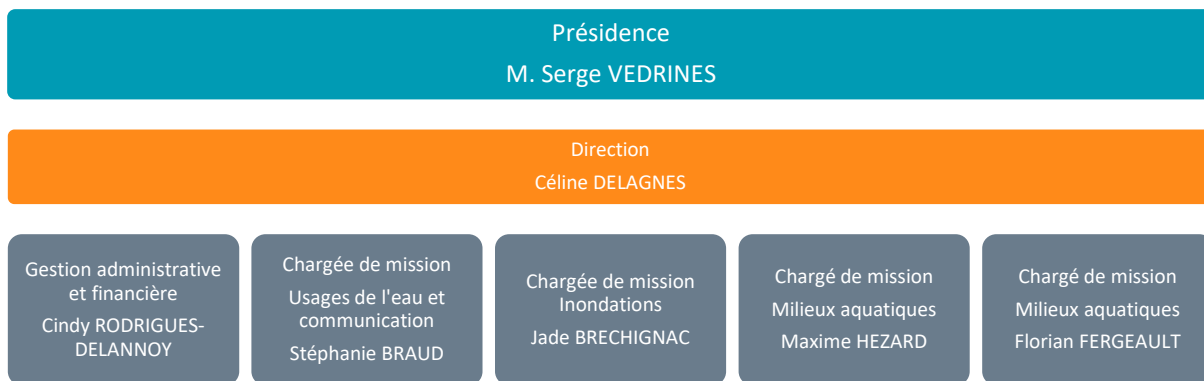 Présidence
M. Serge VEDRINES
Direction
Céline DELAGNES
Gestion administrative
et financière
Cindy RODRIGUES-
DELANNOY
Chargée de mission
Usages de l'eau et
communication
Stéphanie BRAUD
Chargée de mission
Inondations
Jade BRECHIGNAC
Chargé de mission
Milieux aquatiques
Maxime HEZARD
Chargé de mission
Milieux aquatiques
Florian FERGEAULT